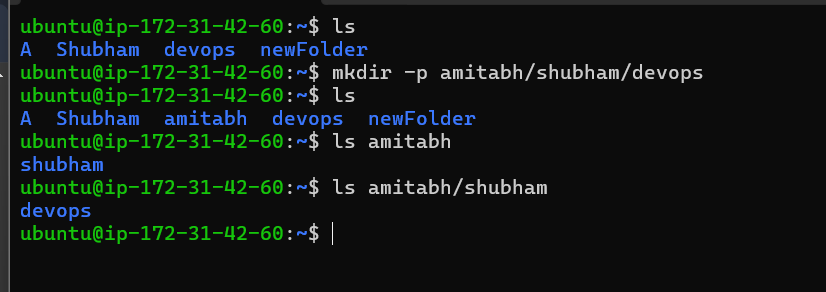 ubuntu@ip-172-31-42-60:~$ ls
A  Shubham  devops  newFolder
ubuntu@ip-172-31-42-60:~$ mkdir -p amitabh/shubham/devops
ubuntu@ip-172-31-42-60:~$ ls
A  Shubham  amitabh  devops  newFolder
ubuntu@ip-172-31-42-60:~$ ls amitabh
shubham
ubuntu@ip-172-31-42-60:~$ ls amitabh/shubham
devops
ubuntu@ip-172-31-42-60:~$